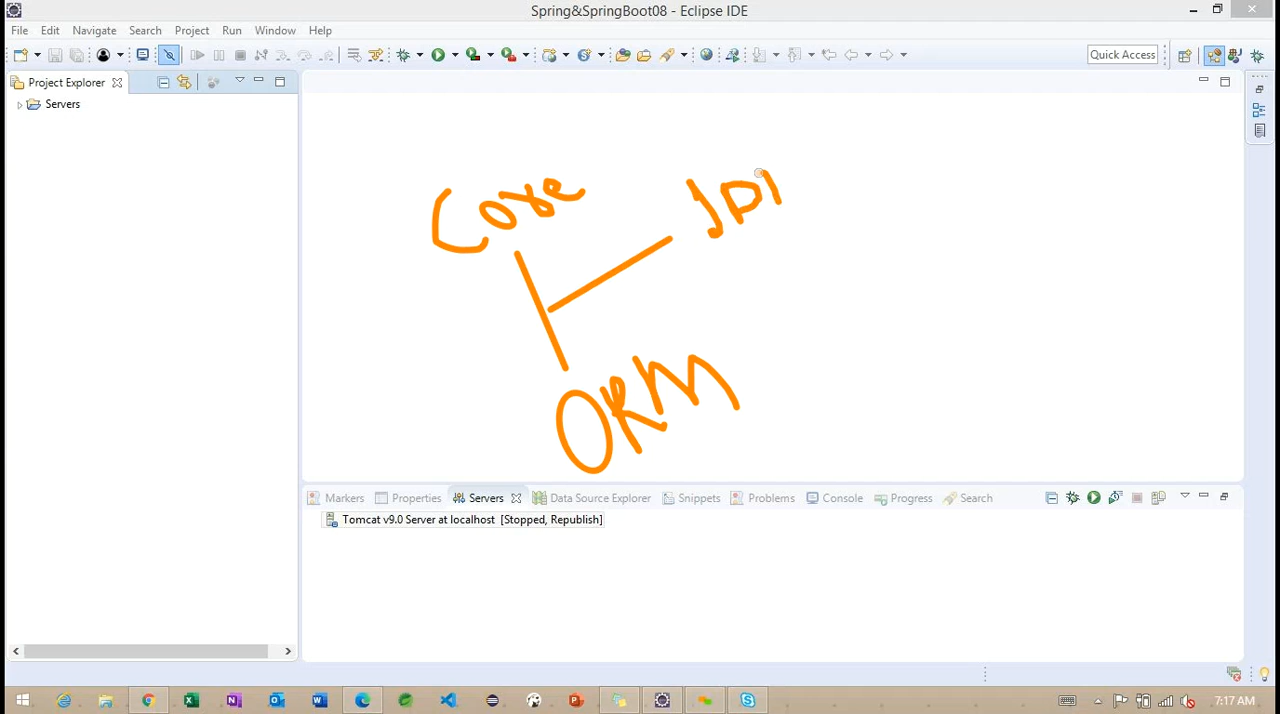 Spring&SpringBoot08 - Eclipse IDE
File Edit Navigate Search Project Run Window Help
Quick Access
Project Explorer
Servers
Core
ORM
Markers Properties Servers Data Source Explorer Snippets Problems Console Progress Search
Tomcat v9.0 Server at localhost [Stopped, Republish]
7:17 AM